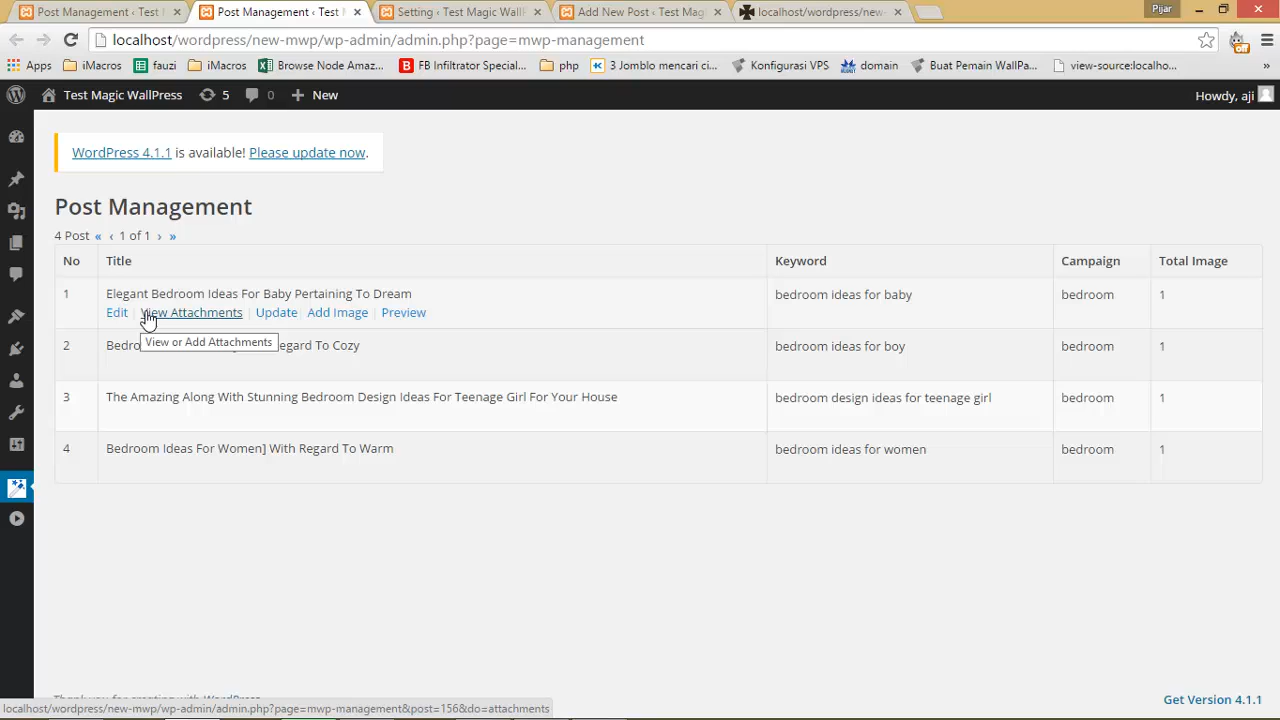 Post Management ‹ Test M
Post Management ‹ Test M
Setting ‹ Test Magic WallP
Add New Post ‹ Test Magic
localhost/wordpress/new-
Pijar
localhost/wordpress/new-mwp/wp-admin/admin.php?page=mwp-management
off
Apps
iMacros
fauzi
iMacros
Browse Node Amaz...
FB Infiltrator Special...
php
3 Jomblo mencari ci...
Konfigurasi VPS
domain
Buat Pemain WallPa...
view-source:localho...
»
Test Magic WallPress
5
0
New
Howdy, aji
WordPress 4.1.1 is available! Please update now.
Post Management
4 Post « ‹ 1 of 1 › »
No Title Keyword Campaign Total Image
1 Elegant Bedroom Ideas For Baby Pertaining To Dream bedroom ideas for baby bedroom 1
Edit | View Attachments | Update | Add Image | Preview
View or Add Attachments
2 Bedro egard To Cozy bedroom ideas for boy bedroom 1
3 The Amazing Along With Stunning Bedroom Design Ideas For Teenage Girl For Your House bedroom design ideas for teenage girl bedroom 1
4 Bedroom Ideas For Women] With Regard To Warm bedroom ideas for women bedroom 1
Thank you for creating with WordPress.
Get Version 4.1.1
localhost/wordpress/new-mwp/wp-admin/admin.php?page=mwp-management&post=156&do=attachments